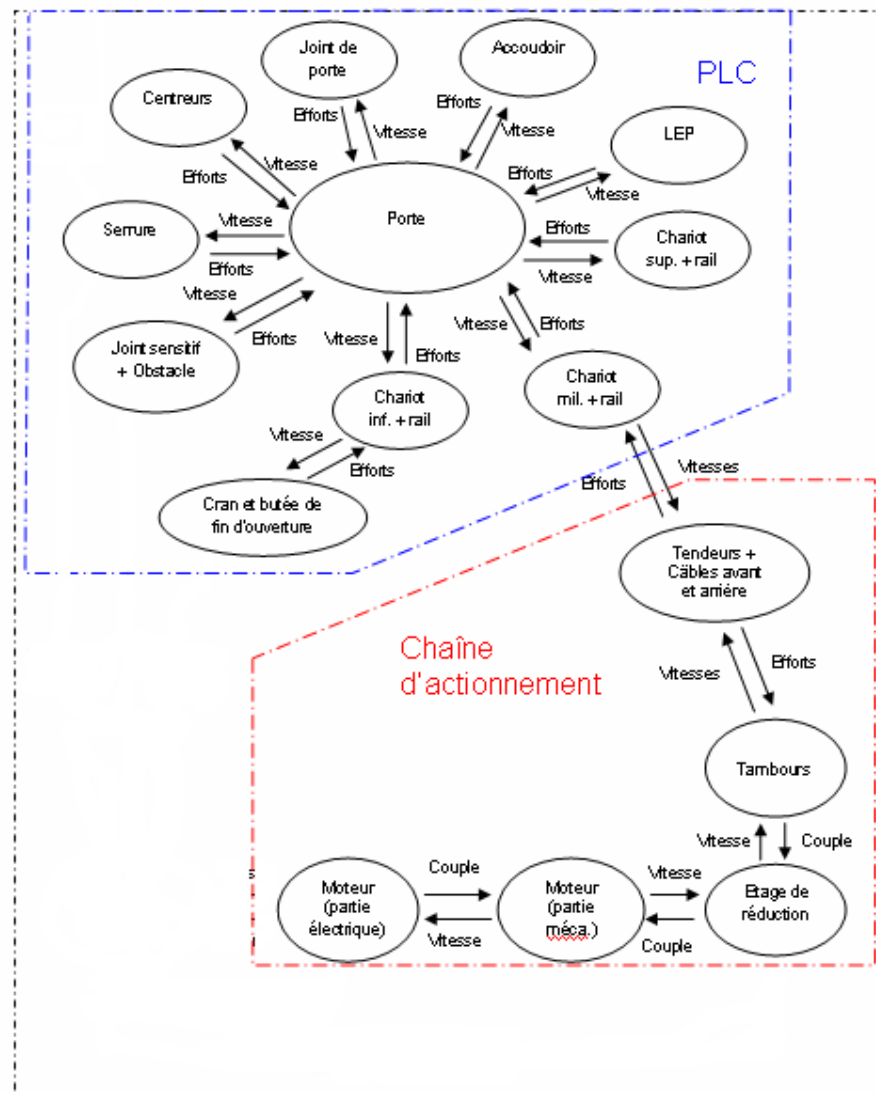 Joint de
porte
Accoudoir
PLC
Centreurs
Efforts
Vitesse
Efforts
Vitesse
LEP
Efforts
Vitesse
Efforts
Vitesse
Porte
Serrure
Vitesse
Efforts
Efforts
Vitesse
Chariot
sup. + rail
Vitesse
Efforts
Joint sensitif
+ Obstacle
Vitesse
Efforts
Vitesse
Efforts
Chariot
inf. + rail
Chariot
mil. + rail
Vitesse
Efforts
Cran et butée de
fin d'ouverture
Efforts
Vitesses
Tendeurs +
Câbles avant
et arriére
Chaîne
d'actionnement
Vitesses
Efforts
Tambours
Vitesse
Couple
Moteur
(partie
électrique)
Couple
Vitesse
Moteur
(partie
méca.)
Vitesse
Couple
Etage de
réduction